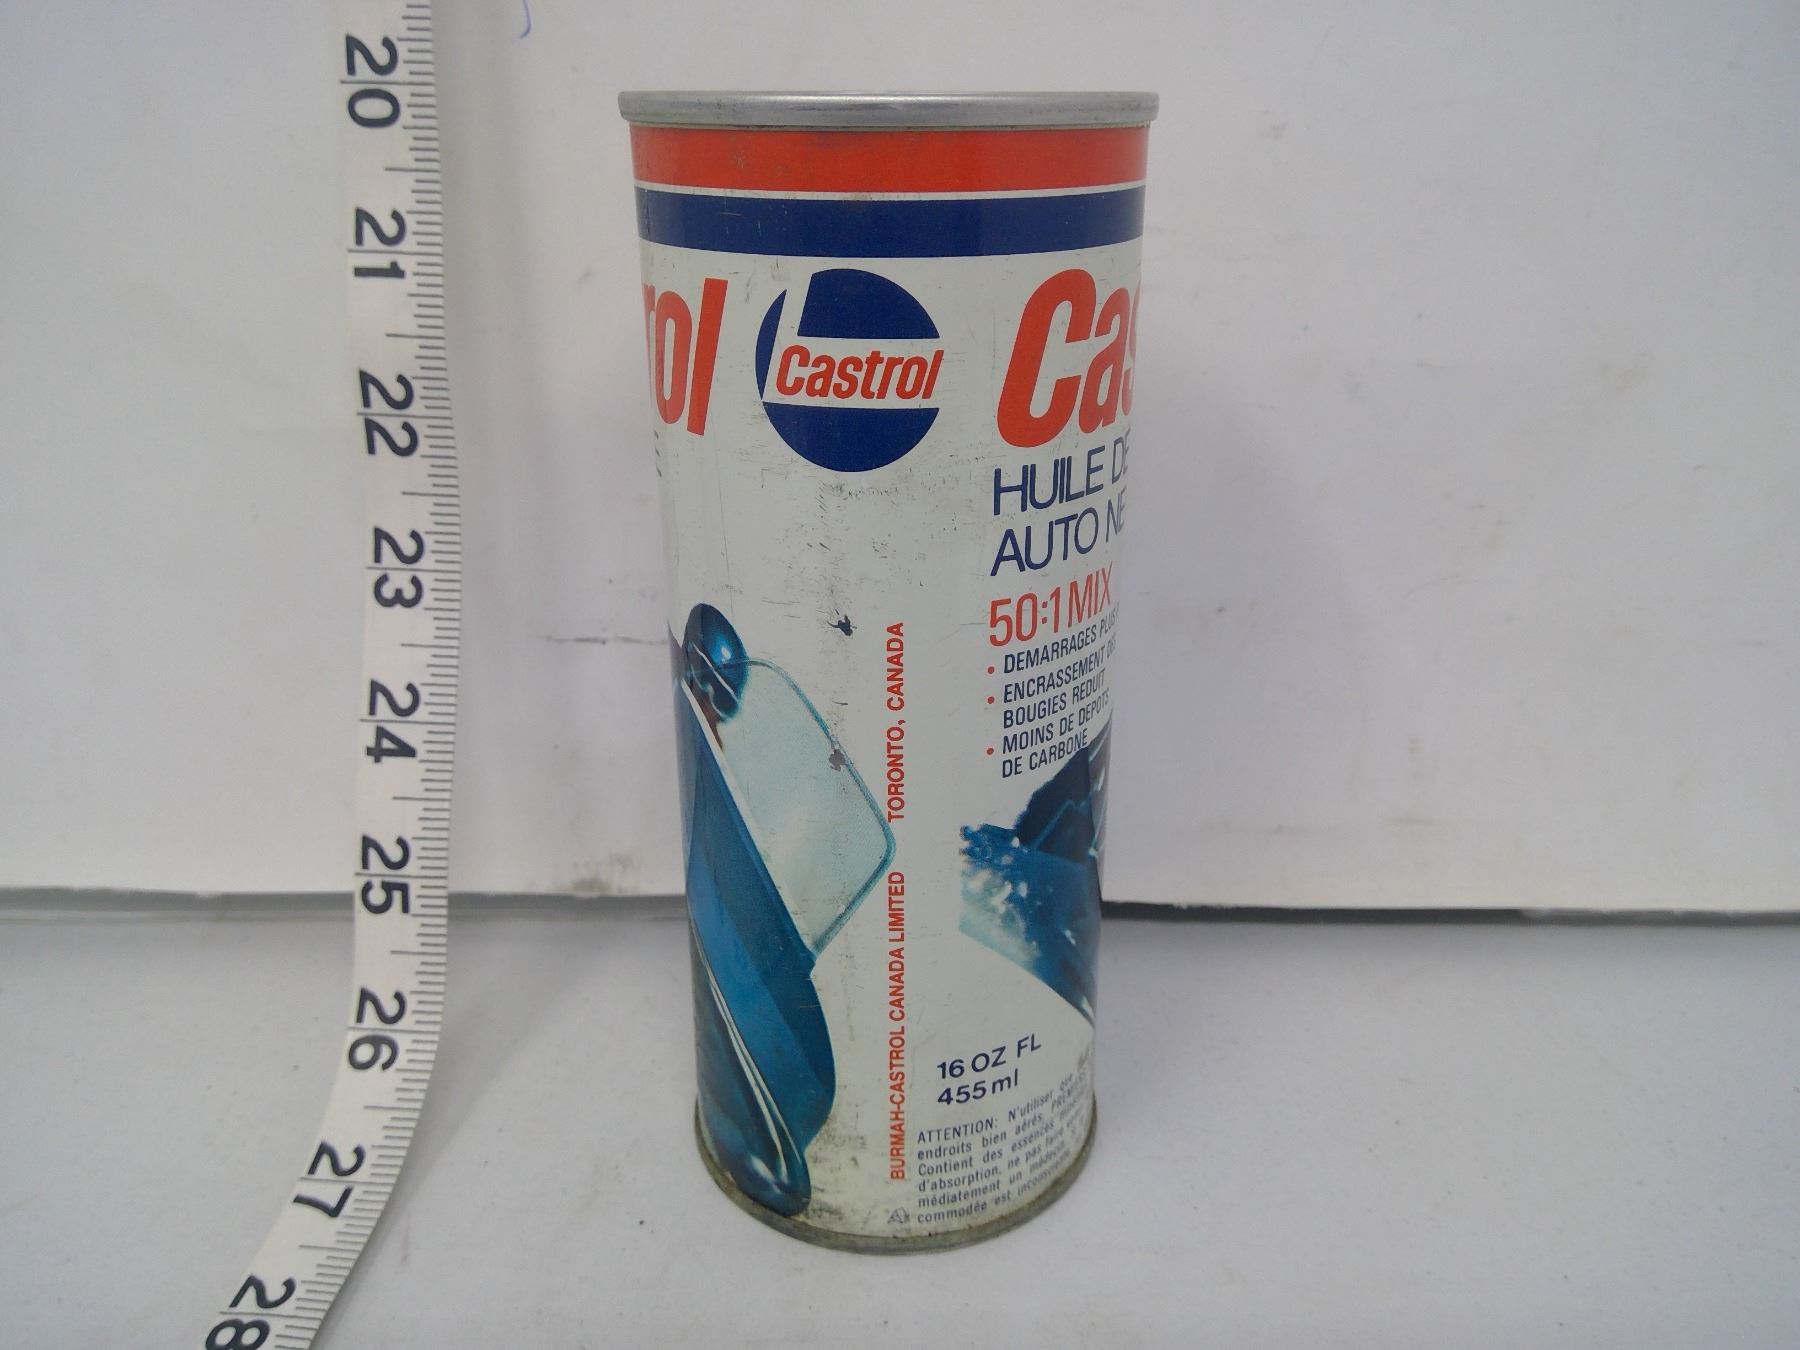 20
21
22
23
24
25
26
27
28
rol
Castrol
Cas
HUILE DE
AUTO NE
50:1 MIX
• DEMARRAGES PLUS
• ENCRASSEMENT DES
BOUGIES REDUIT
• MOINS DE DEPOTS
DE CARBONE
BURMAH-CASTROL CANADA LIMITED TORONTO, CANADA
16 OZ FL
455 ml
ATTENTION: N'utiliser que
endroits bien aérés. PREMIERS
Contient des essences
d'absorption, ne pas faire
médiatement un médecin.
commodée est inconsciente